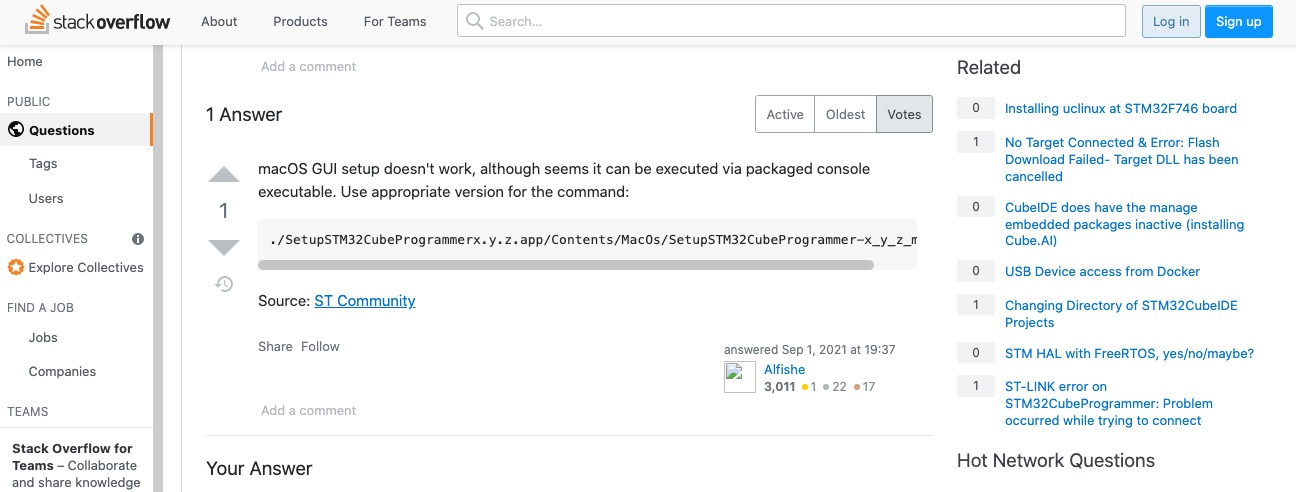 stackoverflow
About
Products
For Teams
Search...
Log in
Sign up
Home
PUBLIC
Questions
Tags
Users
COLLECTIVES
Explore Collectives
FIND A JOB
Jobs
Companies
TEAMS
Stack Overflow for
Teams – Collaborate
and share knowledge
Add a comment
1 Answer
Active
Oldest
Votes
1
macOS GUI setup doesn't work, although seems it can be executed via packaged console
executable. Use appropriate version for the command:
./SetupSTM32CubeProgrammerx.y.z.app/Contents/MacOs/SetupSTM32CubeProgrammer-x_y_z_m
Source: ST Community
Share Follow
answered Sep 1, 2021 at 19:37
Alfishe
3,011 1 22 17
Add a comment
Your Answer
Related
0 Installing uclinux at STM32F746 board
1 No Target Connected & Error: Flash
Download Failed- Target DLL has been
cancelled
0 CubeIDE does have the manage
embedded packages inactive (installing
Cube.AI)
0 USB Device access from Docker
1 Changing Directory of STM32CubeIDE
Projects
0 STM HAL with FreeRTOS, yes/no/maybe?
1 ST-LINK error on
STM32CubeProgrammer: Problem
occurred while trying to connect
Hot Network Questions